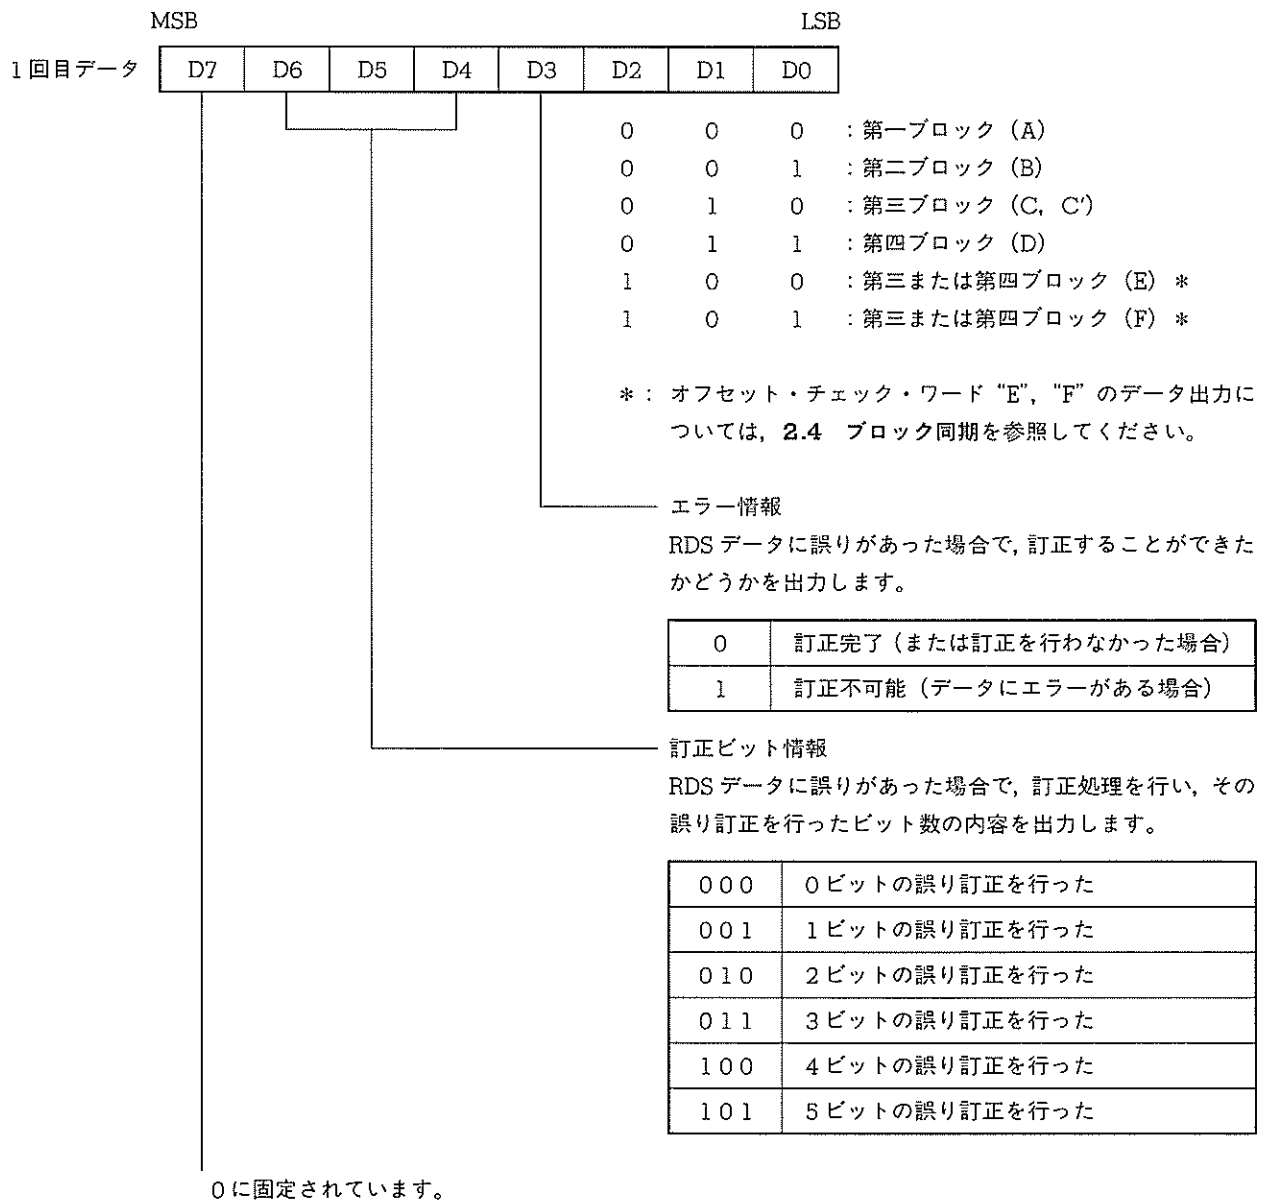 MSB LSB
1回目データ D7 D6 D5 D4 D3 D2 D1 D0
0 0 0 :第一ブロック (A)
0 0 1 :第二ブロック (B)
0 1 0 :第三ブロック (C, C′)
0 1 1 :第四ブロック (D)
1 0 0 :第三または第四ブロック (E) *
1 0 1 :第三または第四ブロック (F) *
*: オフセット・チェック・ワード “E”, “F” のデータ出力に
ついては, 2.4 ブロック同期を参照してください。
エラー情報
RDSデータに誤りがあった場合で, 訂正することができた
かどうかを出力します。
0 訂正完了 (または訂正を行わなかった場合)
1 訂正不可能 (データにエラーがある場合)
訂正ビット情報
RDSデータに誤りがあった場合で, 訂正処理を行い, その
誤り訂正を行ったビット数の内容を出力します。
000 0ビットの誤り訂正を行った
001 1ビットの誤り訂正を行った
010 2ビットの誤り訂正を行った
011 3ビットの誤り訂正を行った
100 4ビットの誤り訂正を行った
101 5ビットの誤り訂正を行った
0に固定されています。